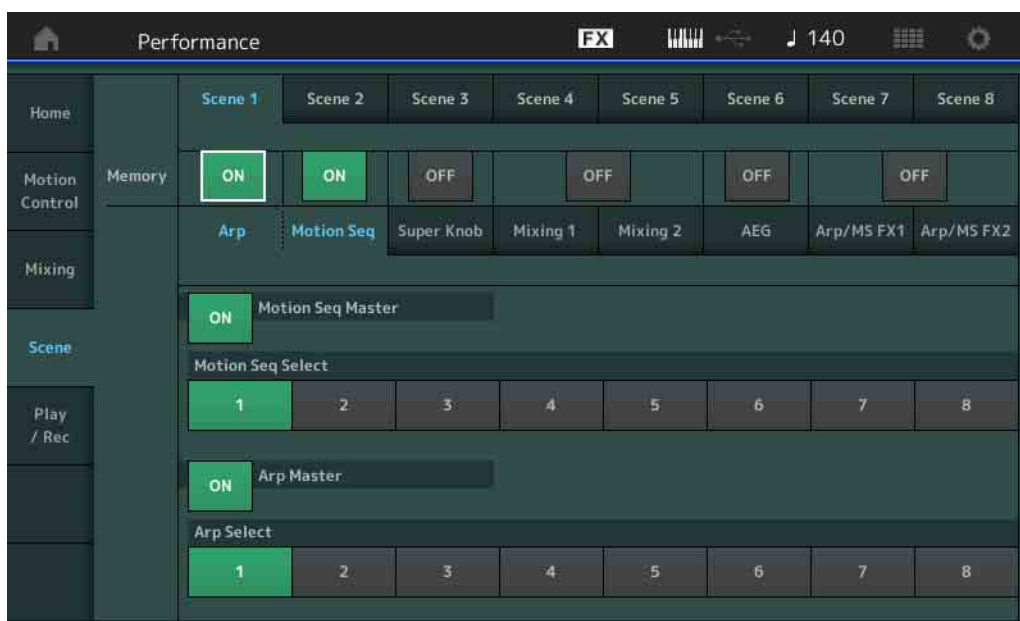 Performance FX ♩ 140
Home Scene 1 Scene 2 Scene 3 Scene 4 Scene 5 Scene 6 Scene 7 Scene 8
Motion
Control
Memory ON ON OFF OFF OFF OFF
Arp Motion Seq Super Knob Mixing 1 Mixing 2 AEG Arp/MS FX1 Arp/MS FX2
Mixing
ON Motion Seq Master
Scene
Motion Seq Select
Play
/ Rec
1 2 3 4 5 6 7 8
ON Arp Master
Arp Select
1 2 3 4 5 6 7 8